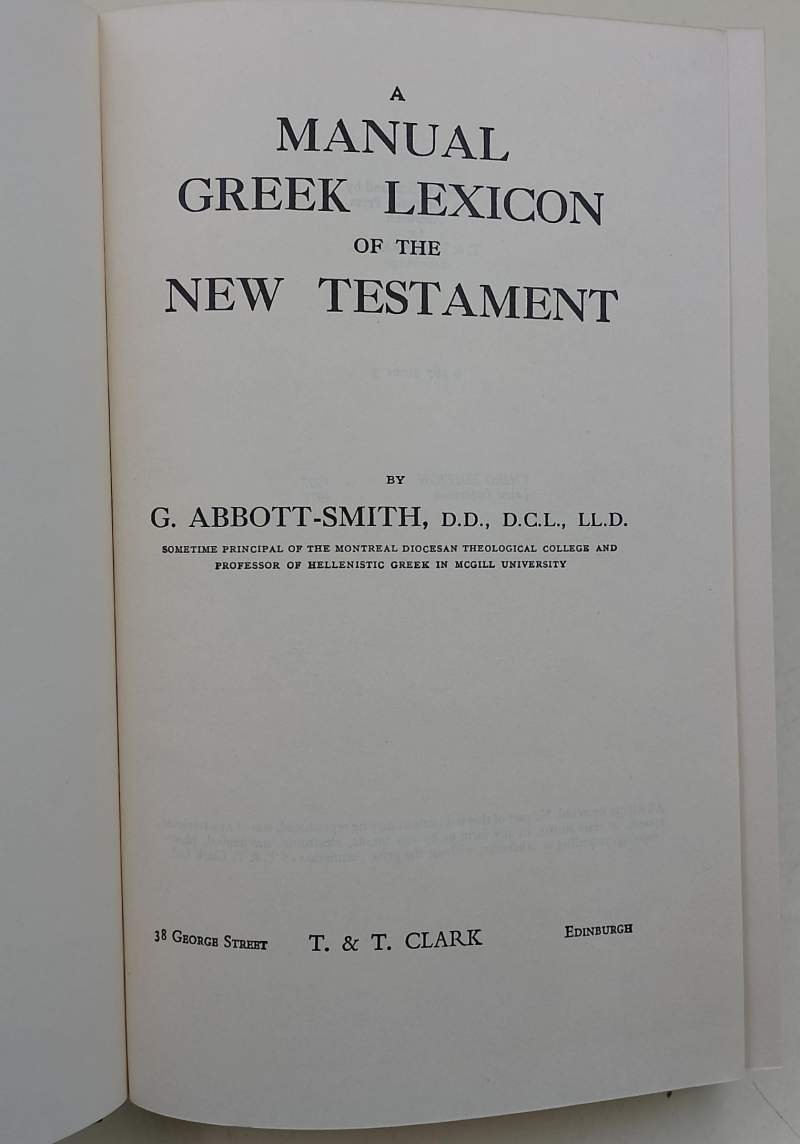 A
MANUAL
GREEK LEXICON
OF THE
NEW TESTAMENT
BY
G. ABBOTT-SMITH, D.D., D.C.L., LL.D.
SOMETIME PRINCIPAL OF THE MONTREAL DIOCESAN THEOLOGICAL COLLEGE AND
PROFESSOR OF HELLENISTIC GREEK IN MCGILL UNIVERSITY
38 GEORGE STREET T. & T. CLARK EDINBURGH